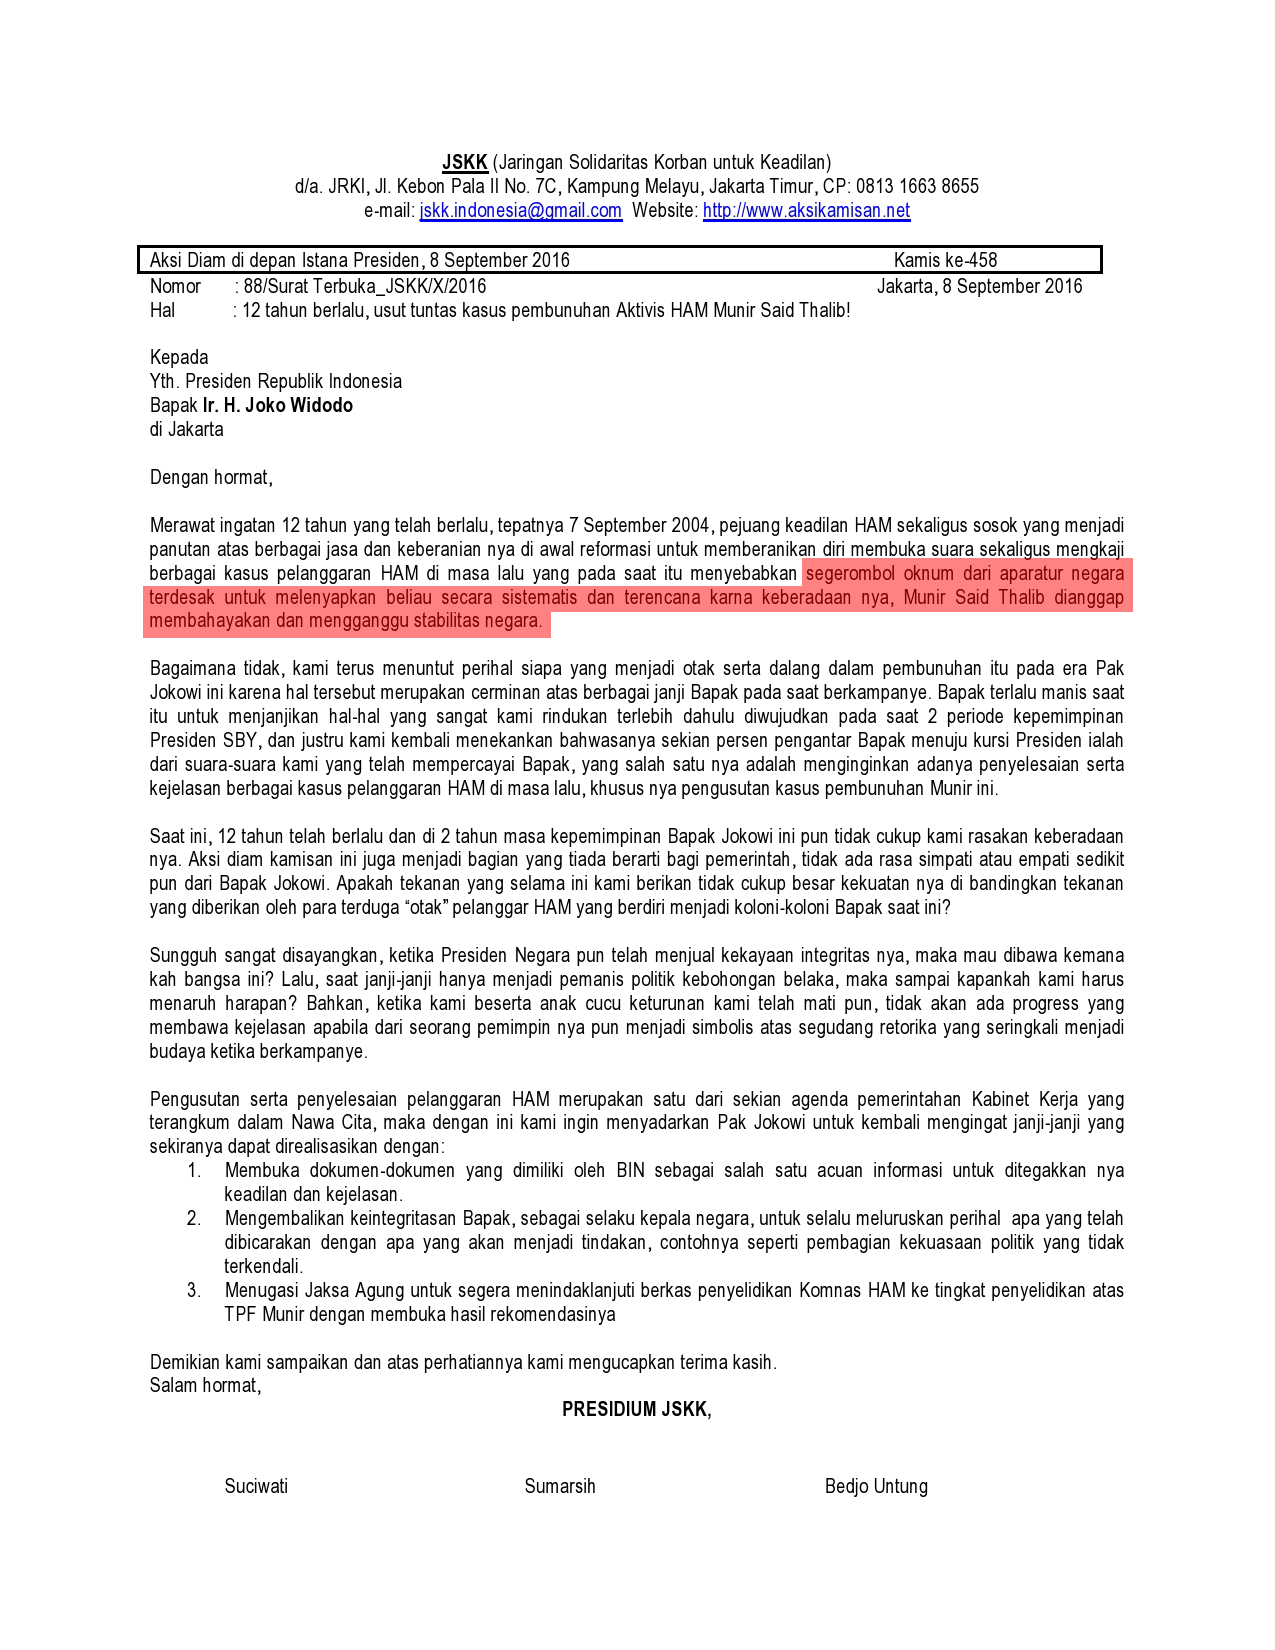 JSKK (Jaringan Solidaritas Korban untuk Keadilan)
d/a. JRKI, Jl. Kebon Pala II No. 7C, Kampung Melayu, Jakarta Timur, CP: 0813 1663 8655
e-mail: jskk.indonesia@gmail.com Website: http://www.aksikamisan.net
Aksi Diam di depan Istana Presiden, 8 September 2016 Kamis ke-458
Nomor : 88/Surat Terbuka_JSKK/X/2016 Jakarta, 8 September 2016
Hal : 12 tahun berlalu, usut tuntas kasus pembunuhan Aktivis HAM Munir Said Thalib!
Kepada
Yth. Presiden Republik Indonesia
Bapak Ir. H. Joko Widodo
di Jakarta
Dengan hormat,
Merawat ingatan 12 tahun yang telah berlalu, tepatnya 7 September 2004, pejuang keadilan HAM sekaligus sosok yang menjadi
panutan atas berbagai jasa dan keberanian nya di awal reformasi untuk memberanikan diri membuka suara sekaligus mengkaji
berbagai kasus pelanggaran HAM di masa lalu yang pada saat itu menyebabkan segerombol oknum dari aparatur negara
terdesak untuk melenyapkan beliau secara sistematis dan terencana karna keberadaan nya, Munir Said Thalib dianggap
membahayakan dan mengganggu stabilitas negara.
Bagaimana tidak, kami terus menuntut perihal siapa yang menjadi otak serta dalang dalam pembunuhan itu pada era Pak
Jokowi ini karena hal tersebut merupakan cerminan atas berbagai janji Bapak pada saat berkampanye. Bapak terlalu manis saat
itu untuk menjanjikan hal-hal yang sangat kami rindukan terlebih dahulu diwujudkan pada saat 2 periode kepemimpinan
Presiden SBY, dan justru kami kembali menekankan bahwasanya sekian persen pengantar Bapak menuju kursi Presiden ialah
dari suara-suara kami yang telah mempercayai Bapak, yang salah satu nya adalah menginginkan adanya penyelesaian serta
kejelasan berbagai kasus pelanggaran HAM di masa lalu, khusus nya pengusutan kasus pembunuhan Munir ini.
Saat ini, 12 tahun telah berlalu dan di 2 tahun masa kepemimpinan Bapak Jokowi ini pun tidak cukup kami rasakan keberadaan
nya. Aksi diam kamisan ini juga menjadi bagian yang tiada berarti bagi pemerintah, tidak ada rasa simpati atau empati sedikit
pun dari Bapak Jokowi. Apakah tekanan yang selama ini kami berikan tidak cukup besar kekuatan nya di bandingkan tekanan
yang diberikan oleh para terduga “otak” pelanggar HAM yang berdiri menjadi koloni-koloni Bapak saat ini?
Sungguh sangat disayangkan, ketika Presiden Negara pun telah menjual kekayaan integritas nya, maka mau dibawa kemana
kah bangsa ini? Lalu, saat janji-janji hanya menjadi pemanis politik kebohongan belaka, maka sampai kapankah kami harus
menaruh harapan? Bahkan, ketika kami beserta anak cucu keturunan kami telah mati pun, tidak akan ada progress yang
membawa kejelasan apabila dari seorang pemimpin nya pun menjadi simbolis atas segudang retorika yang seringkali menjadi
budaya ketika berkampanye.
Pengusutan serta penyelesaian pelanggaran HAM merupakan satu dari sekian agenda pemerintahan Kabinet Kerja yang
terangkum dalam Nawa Cita, maka dengan ini kami ingin menyadarkan Pak Jokowi untuk kembali mengingat janji-janji yang
sekiranya dapat direalisasikan dengan:
1. Membuka dokumen-dokumen yang dimiliki oleh BIN sebagai salah satu acuan informasi untuk ditegakkan nya
keadilan dan kejelasan.
2. Mengembalikan keintegritasan Bapak, sebagai selaku kepala negara, untuk selalu meluruskan perihal apa yang telah
dibicarakan dengan apa yang akan menjadi tindakan, contohnya seperti pembagian kekuasaan politik yang tidak
terkendali.
3. Menugasi Jaksa Agung untuk segera menindaklanjuti berkas penyelidikan Komnas HAM ke tingkat penyelidikan atas
TPF Munir dengan membuka hasil rekomendasinya
Demikian kami sampaikan dan atas perhatiannya kami mengucapkan terima kasih.
Salam hormat,
PRESIDIUM JSKK,
Suciwati Sumarsih Bedjo Untung